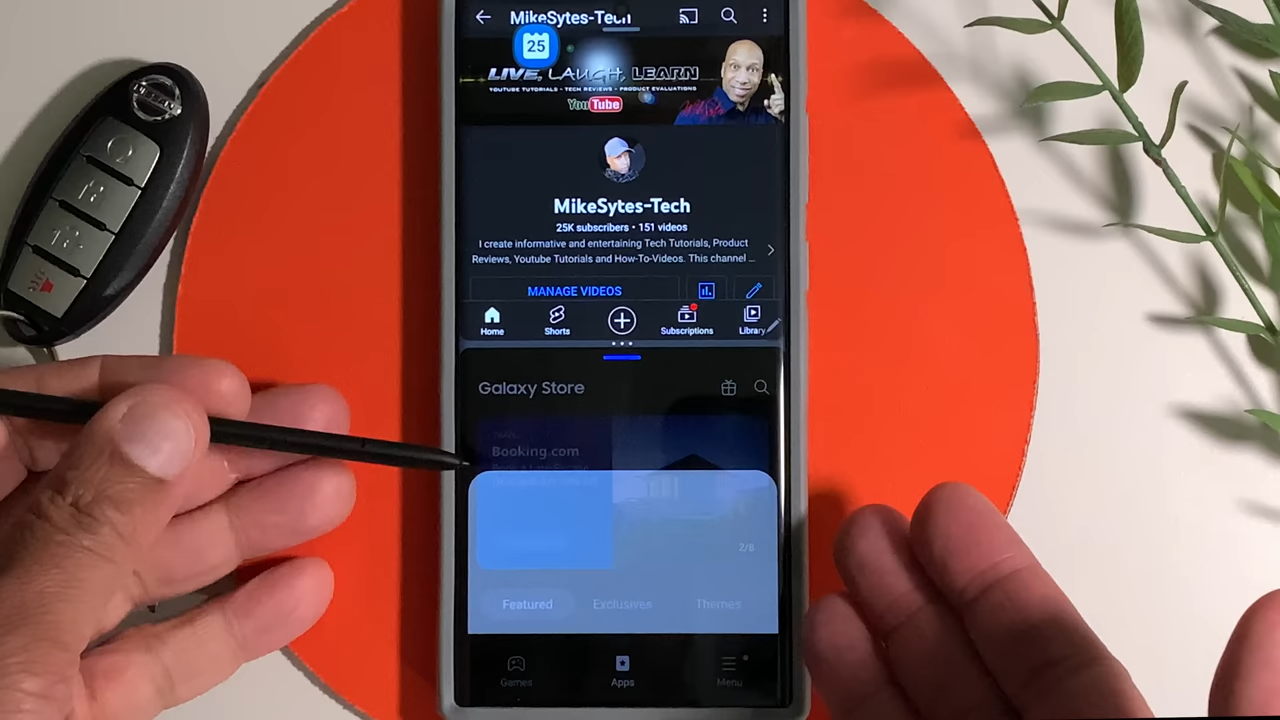 MikeSytes-Tech
25
LIVE, LAUGH, LEARN
YOUTUBE TUTORIALS - TECH REVIEWS - PRODUCT EVALUATIONS
YouTube
MikeSytes-Tech
25K subscribers • 151 videos
I create informative and entertaining Tech Tutorials, Product
Reviews, Youtube Tutorials and How-To-Videos. This channel ...
MANAGE VIDEOS
Home Shorts Subscriptions Library
Galaxy Store
Booking.com
2/8
Featured Exclusives Themes
Games Apps Menu
NISSAN